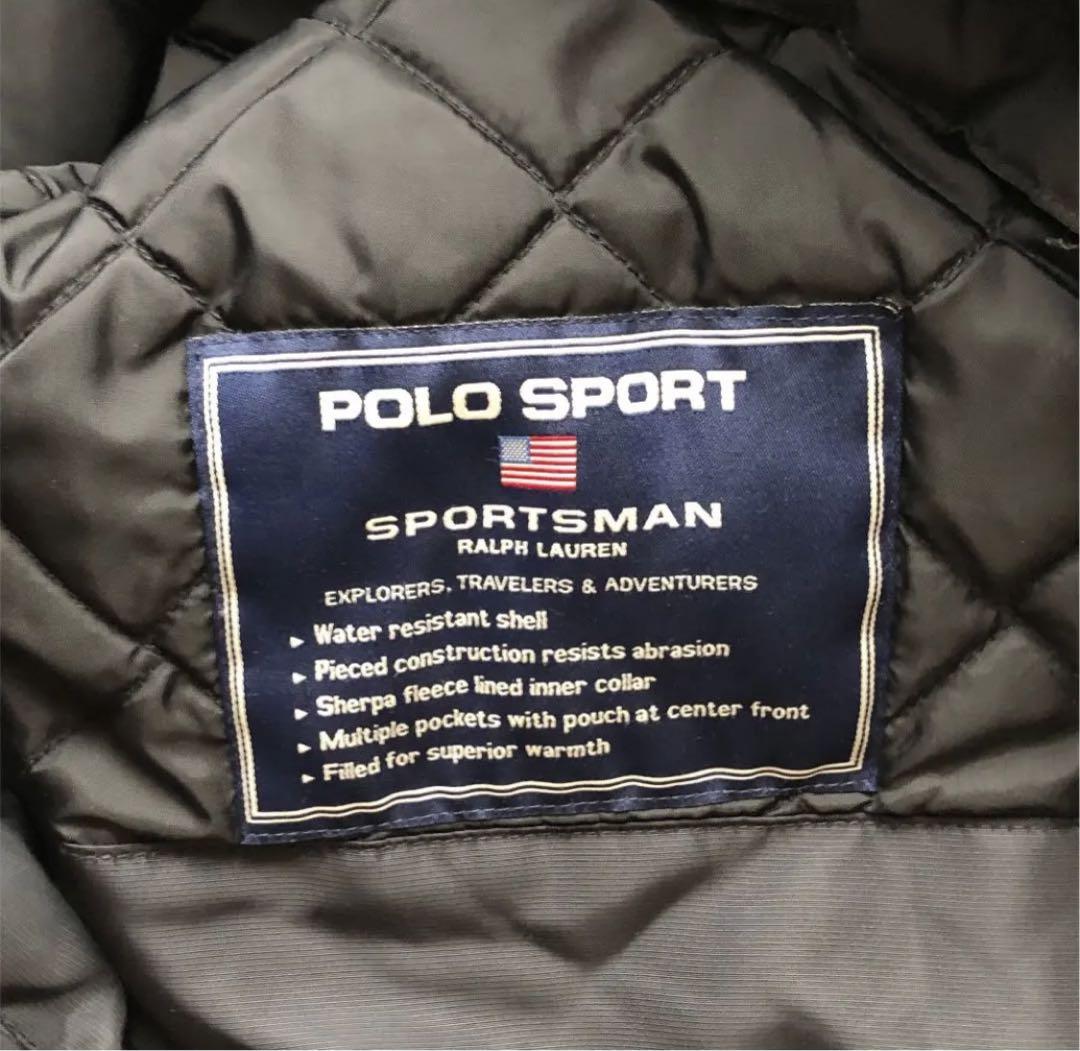 POLO SPORT
SPORTSMAN
RALPH LAUREN
EXPLORERS, TRAVELERS & ADVENTURERS
▸ Water resistant shell
▸ Pieced construction resists abrasion
▸ Sherpa fleece lined inner collar
▸ Multiple pockets with pouch at center front
▸ Filled for superior warmth